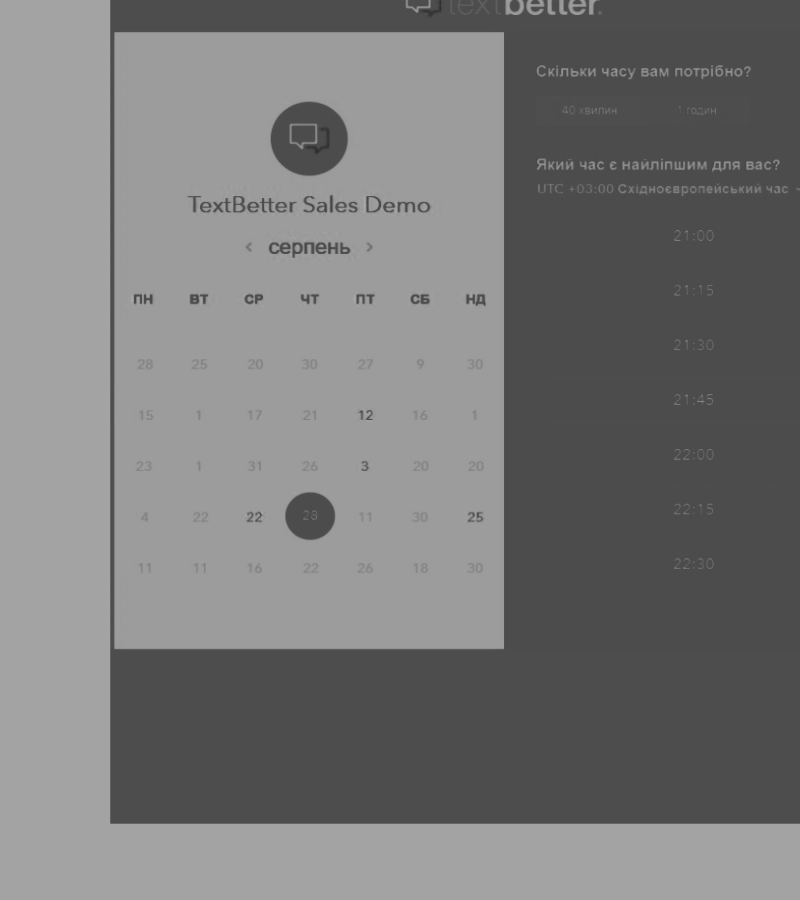 textbetter.
TextBetter Sales Demo
< серпень >
ПН ВТ СР ЧТ ПТ СБ НД
28 25 20 30 27 9 30
15 1 17 21 12 16 1
23 1 31 26 3 20 20
4 22 22 28 11 30 25
11 11 16 22 26 18 30
Скільки часу вам потрібно?
40 хвилин 1 годин
Який час є найліпшим для вас?
UTC +03:00 Східноєвропейський час
21:00
21:15
21:30
21:45
22:00
22:15
22:30